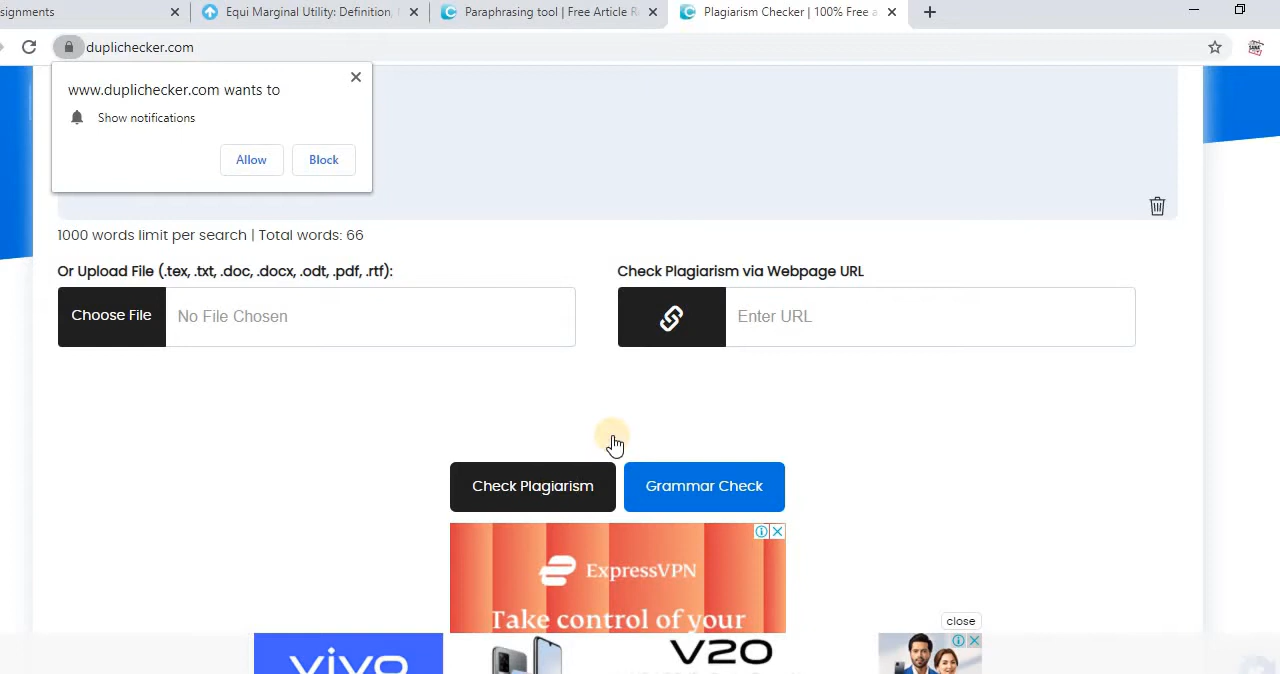 signments
Equi Marginal Utility: Definition,
Paraphrasing tool | Free Article R
Plagiarism Checker | 100% Free a
duplichecker.com
www.duplichecker.com wants to
Show notifications
Allow
Block
1000 words limit per search | Total words: 66
Or Upload File (.tex, .txt, .doc, .docx, .odt, .pdf, .rtf):
Check Plagiarism via Webpage URL
Choose File
No File Chosen
Enter URL
Check Plagiarism
Grammar Check
ExpressVPN
Take control of your
close
vivo
V20